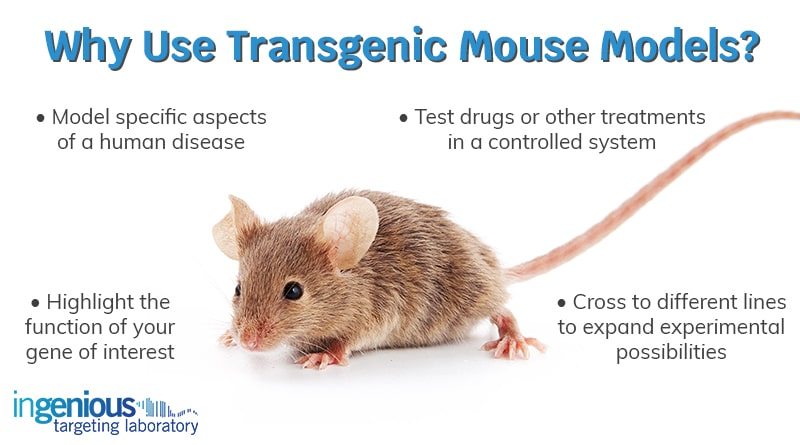 Why Use Transgenic Mouse Models?
• Model specific aspects
of a human disease
• Test drugs or other treatments
in a controlled system
• Highlight the
function of your
gene of interest
• Cross to different lines
to expand experimental
possibilities
ingenious
targeting laboratory